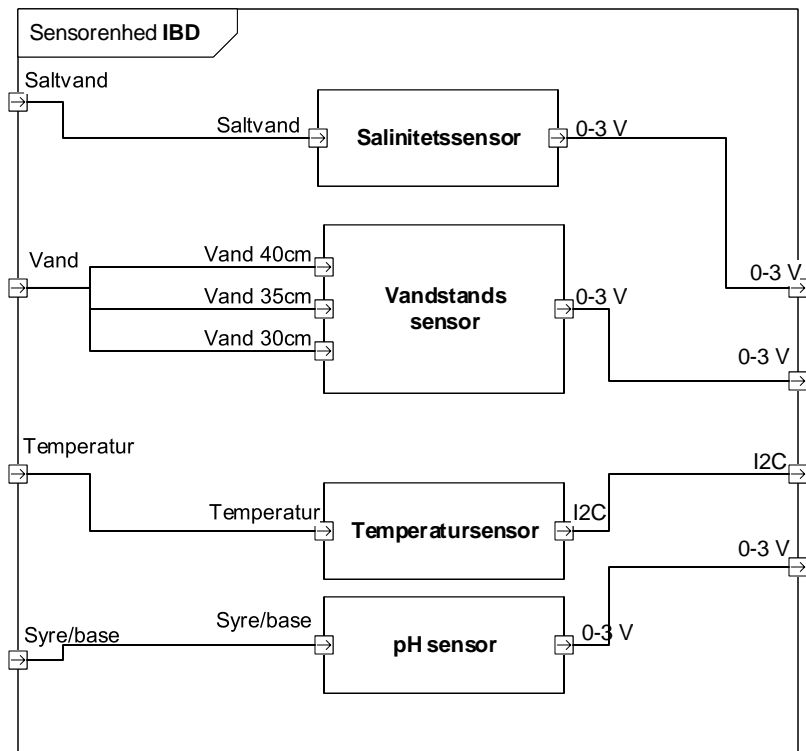 Sensorenhed IBD
Saltvand
Saltvand
Salinitetssensor
0-3 V
Vand
Vand 40cm
Vand 35cm
Vand 30cm
Vandstands
sensor
0-3 V
0-3 V
0-3 V
Temperatur
Temperatur
Temperatursensor
I2C
I2C
Syre/base
Syre/base
pH sensor
0-3 V
0-3 V